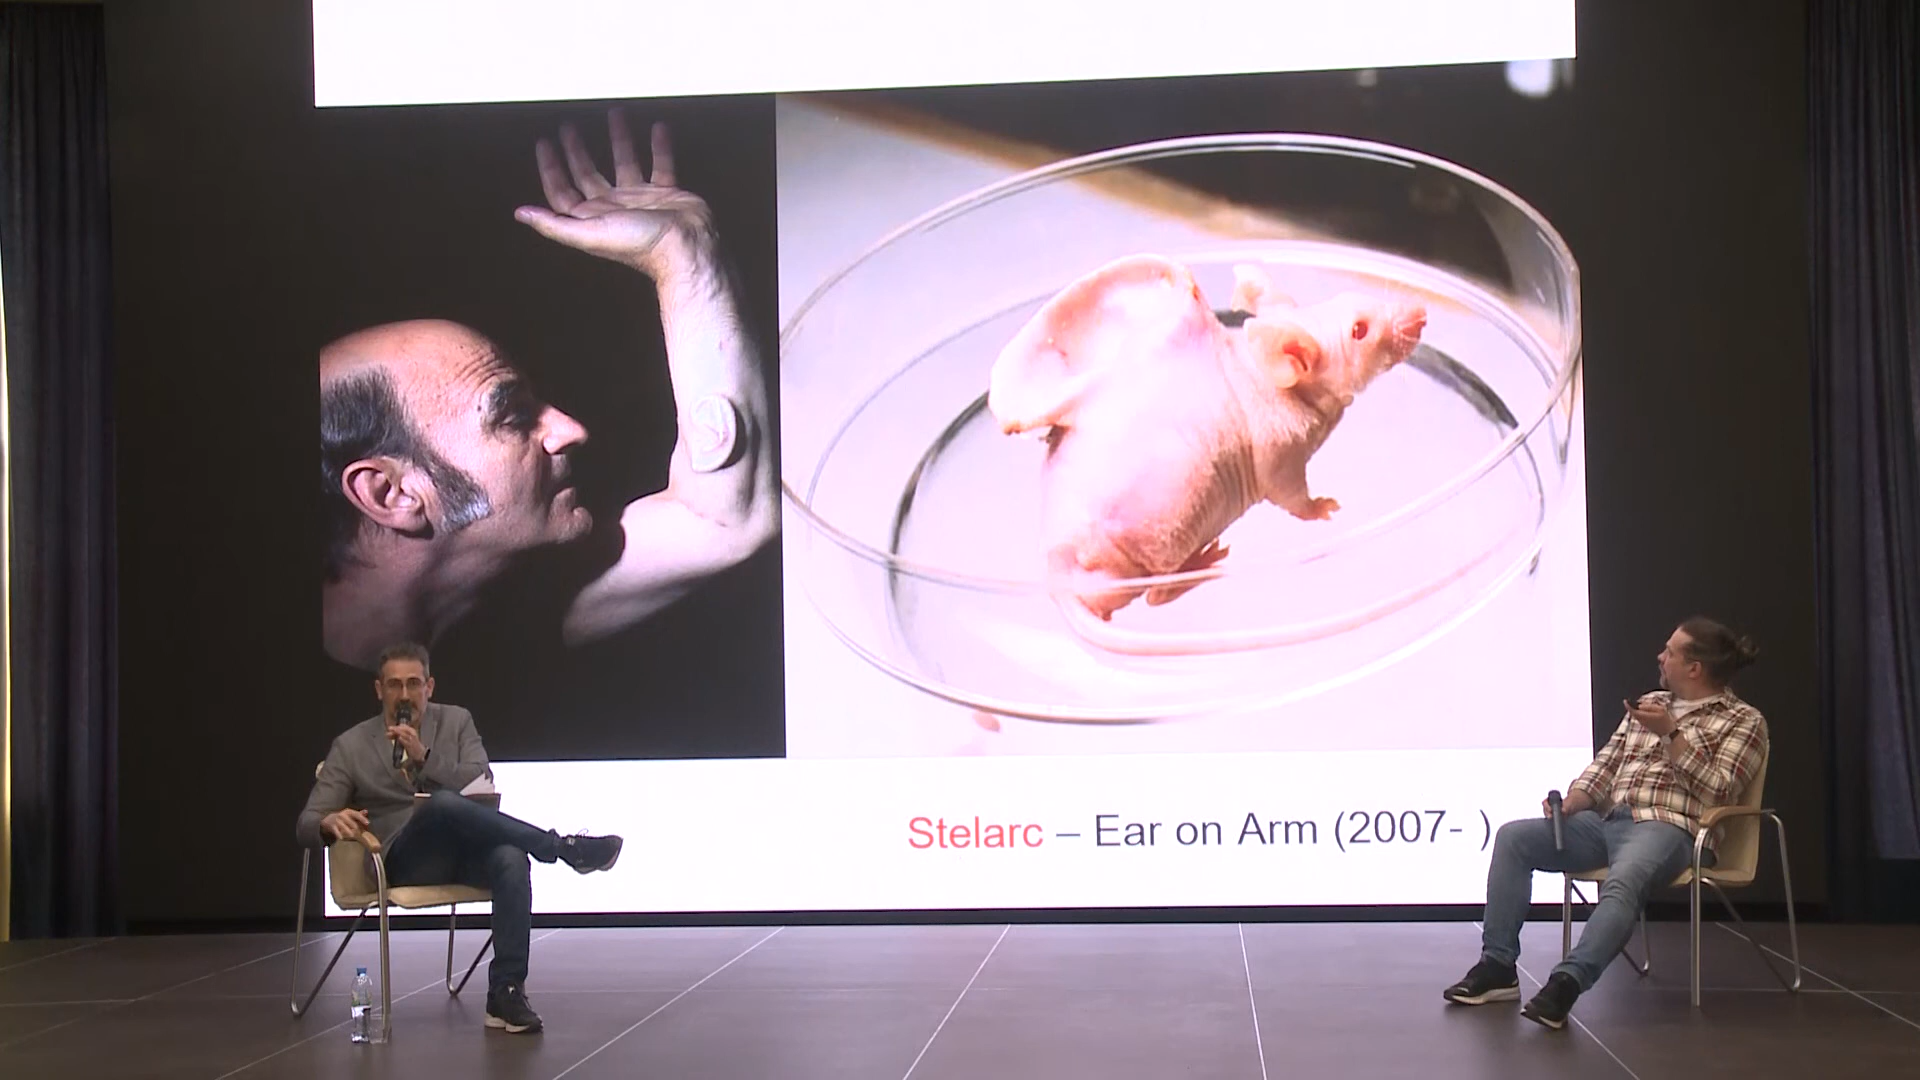 Stelarc – Ear on Arm (2007- )